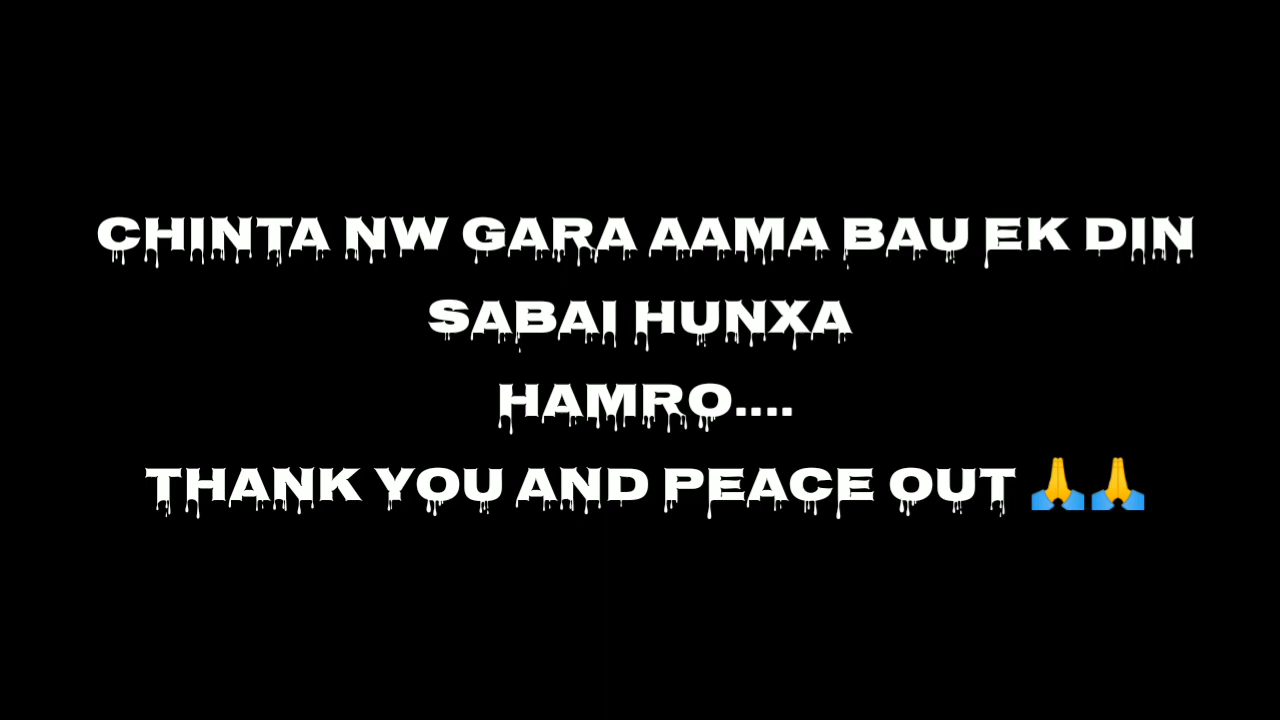 CHINTA NW GARA AAMA BAU EK DIN
SABAI HUNXA
HAMRO....
THANK YOU AND PEACE OUT 🙏🙏